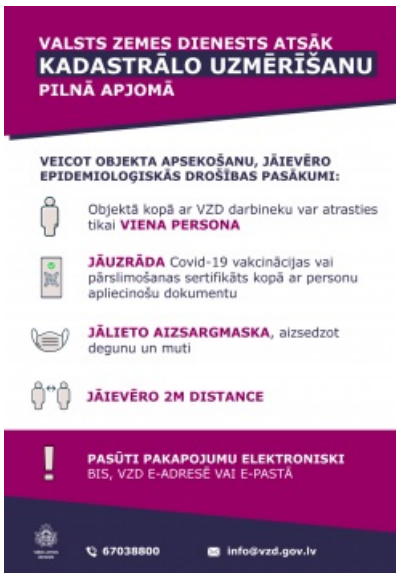 VALSTS ZEMES DIENESTS ATSĀK
KADASTRĀLO UZMĒRĪŠANU
PILNĀ APJOMĀ
VEICOT OBJEKTA APSEKOŠANU, JĀIEVĒRO
EPIDEMIOLOĢISKĀS DROŠĪBAS PASĀKUMI:
Objektā kopā ar VZD darbinieku var atrasties
tikai VIENA PERSONA
JĀUZRĀDA Covid-19 vakcinācijas vai
pārslimošanas sertifikāts kopā ar personu
apliecinošu dokumentu
JĀLIETO AIZSARGMASKA, aizsedzot
degunu un muti
JĀIEVĒRO 2M DISTANCE
PASŪTI PAKAPOJUMU ELEKTRONISKI
BIS, VZD E-ADRESĒ VAI E-PASTĀ
67038800
info@vzd.gov.lv